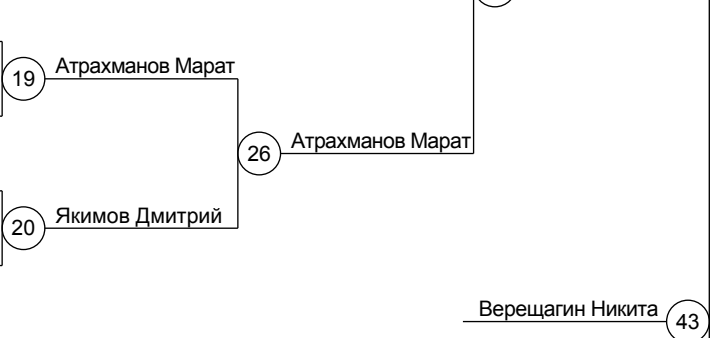 19 Атрахманов Марат
26 Атрахманов Марат
20 Якимов Дмитрий
Верещагин Никита 43